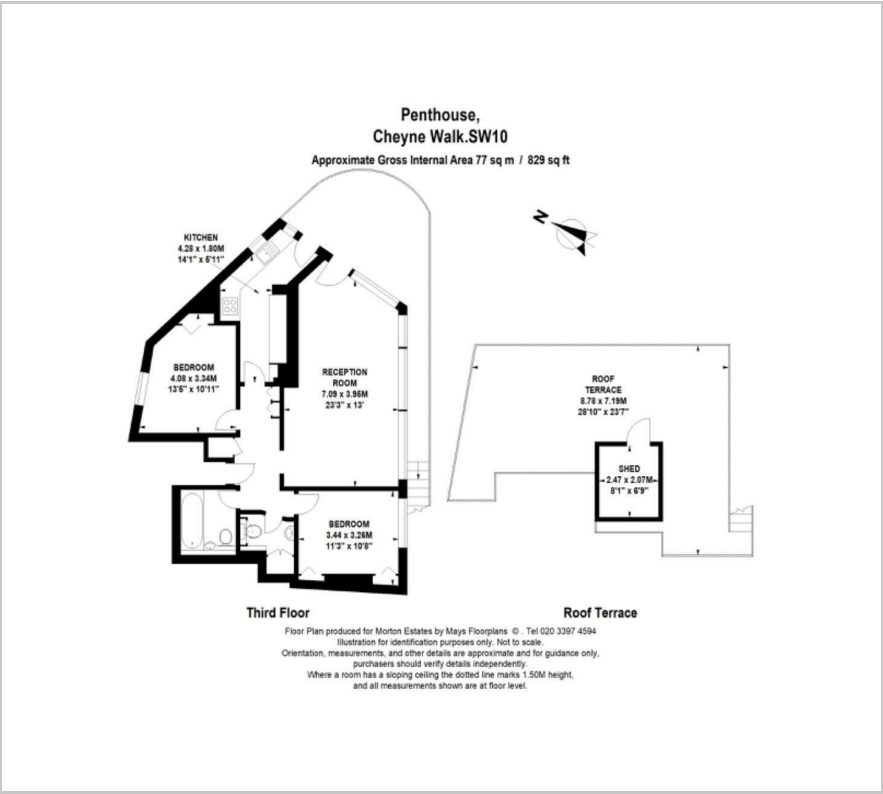 Penthouse,
Cheyne Walk.SW10
Approximate Gross Internal Area 77 sq m / 829 sq ft
KITCHEN
4.28 x 1.80M
14'1" x 5'11"
N
BEDROOM
4.08 x 3.34M
13'5" x 10'11"
RECEPTION
ROOM
7.09 x 3.95M
23'3" x 13'
ROOF
TERRACE
8.78 x 7.19M
28'10" x 23'7"
SHED
2.47 x 2.07M
8'1" x 6'9"
BEDROOM
3.44 x 3.26M
11'3" x 10'8"
Third Floor
Roof Terrace
Floor Plan produced for Morton Estates by Mays Floorplans © . Tel 020 3397 4594
Illustration for identification purposes only. Not to scale.
Orientation, measurements, and other details are approximate and for guidance only,
purchasers should verify details independently.
Where a room has a sloping ceiling the dotted line marks 1.50M height,
and all measurements shown are at floor level.